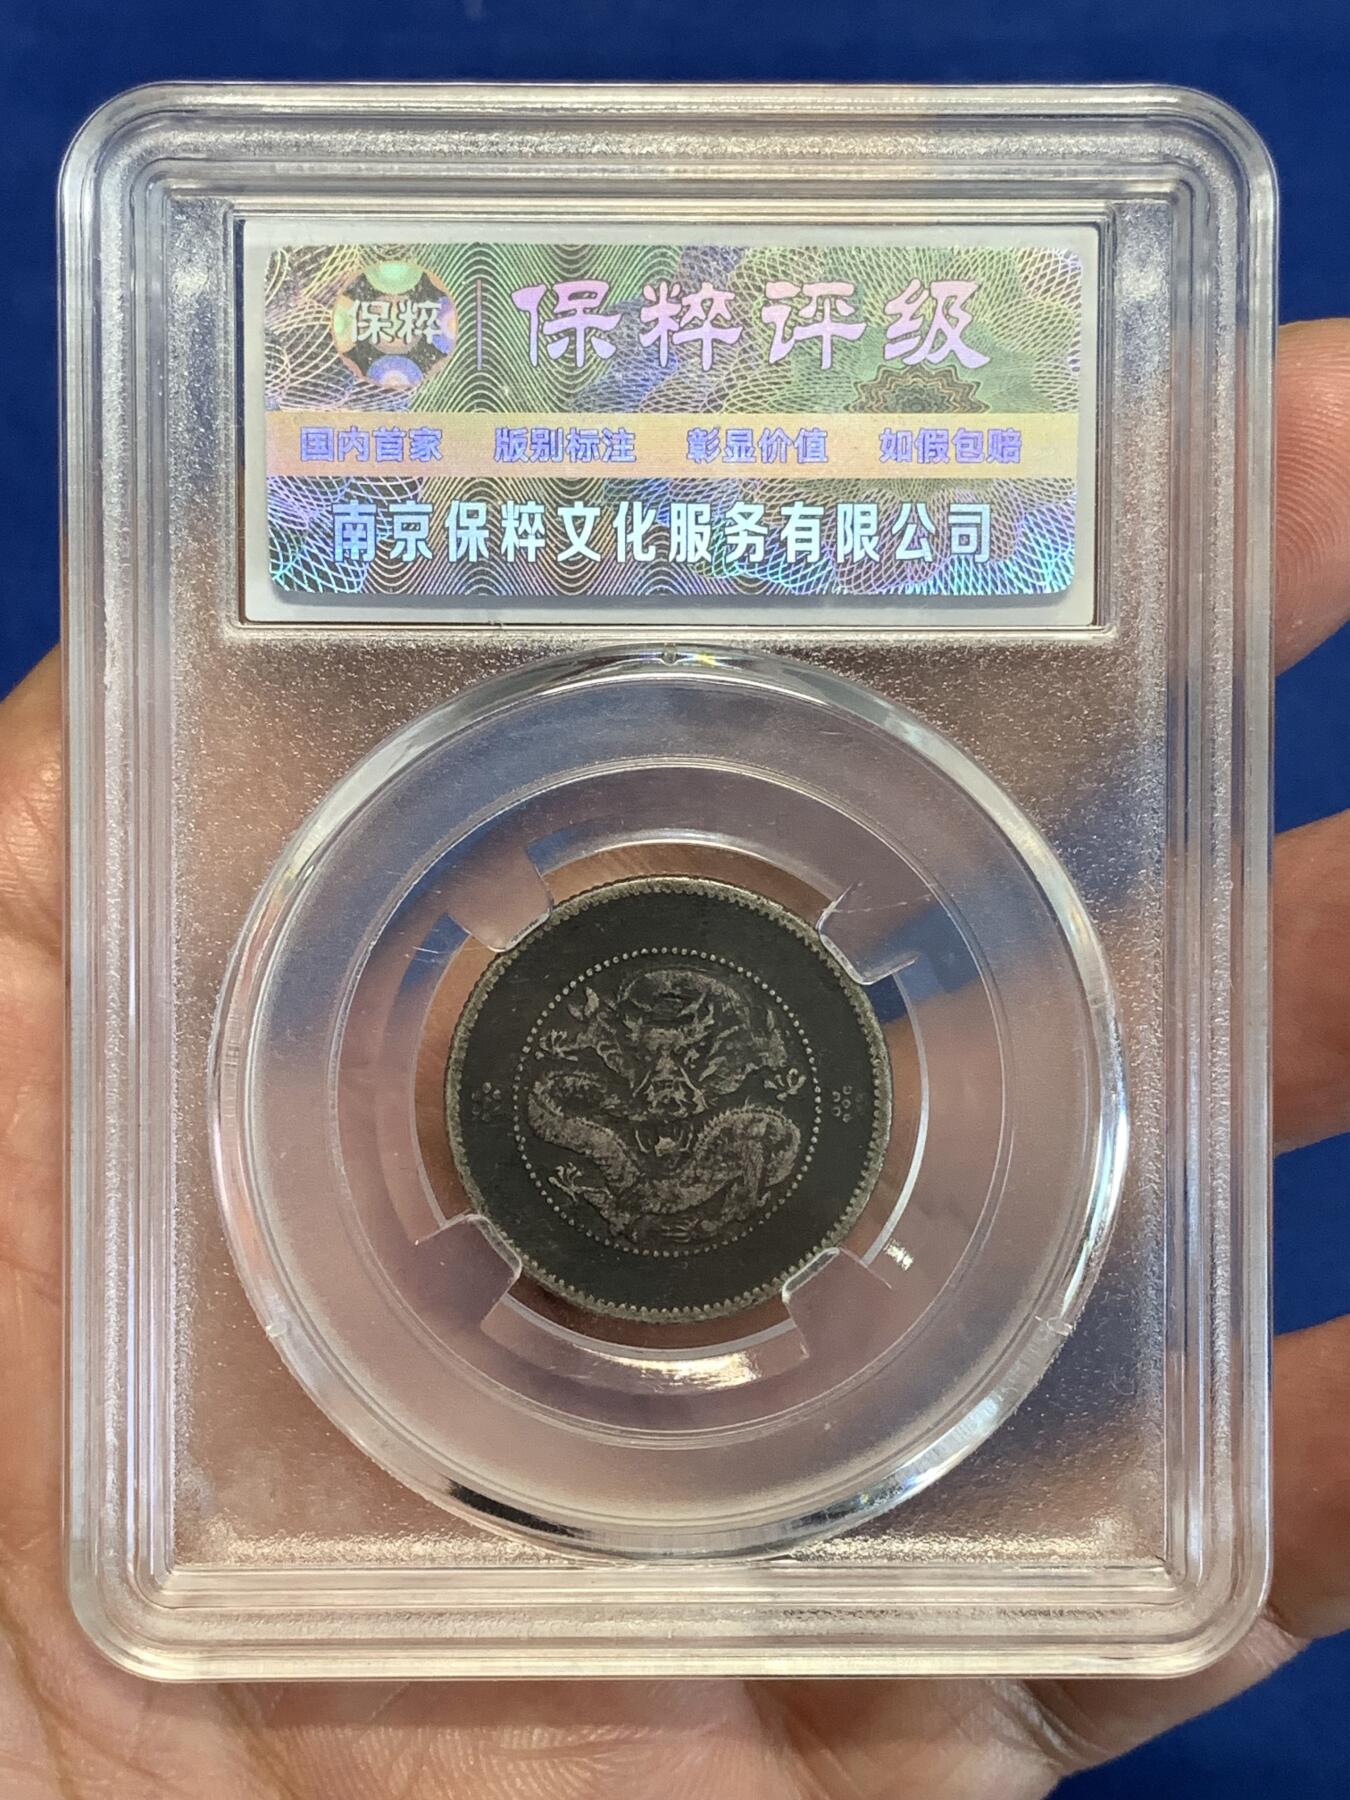 保粹 | 保粹评级
国内首家 版别标注 彰显价值 如假包赔
南京保粹文化服务有限公司